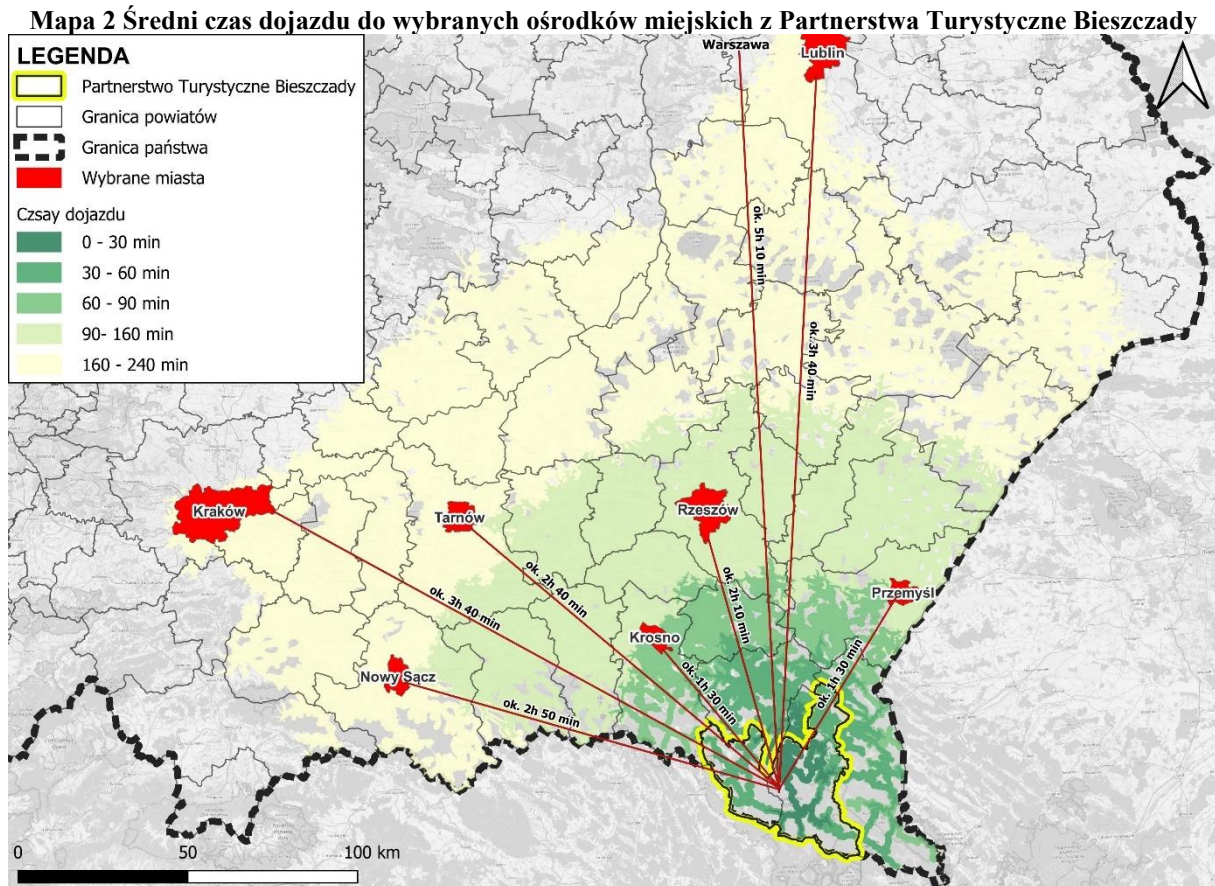 Mapa 2 Średni czas dojazdu do wybranych ośrodków miejskich z Partnerstwa Turystyczne Bieszczady
LEGENDA
Partnerstwo Turystyczne Bieszczady
Granica powiatów
Granica państwa
Wybrane miasta
Czsay dojazdu
0 - 30 min
30 - 60 min
60 - 90 min
90- 160 min
160 - 240 min
Warszawa
Lublin
ok. 5h 10 min
ok. 3h 40 min
Kraków
Tarnów
Rzeszów
ok. 2h 40 min
ok. 2h 10 min
Przemyśl
ok. 3h 40 min
Krosno
Nowy Sącz
ok. 1h 30 min
ok. 1h 30 min
ok. 2h 50 min
0
50
100 km